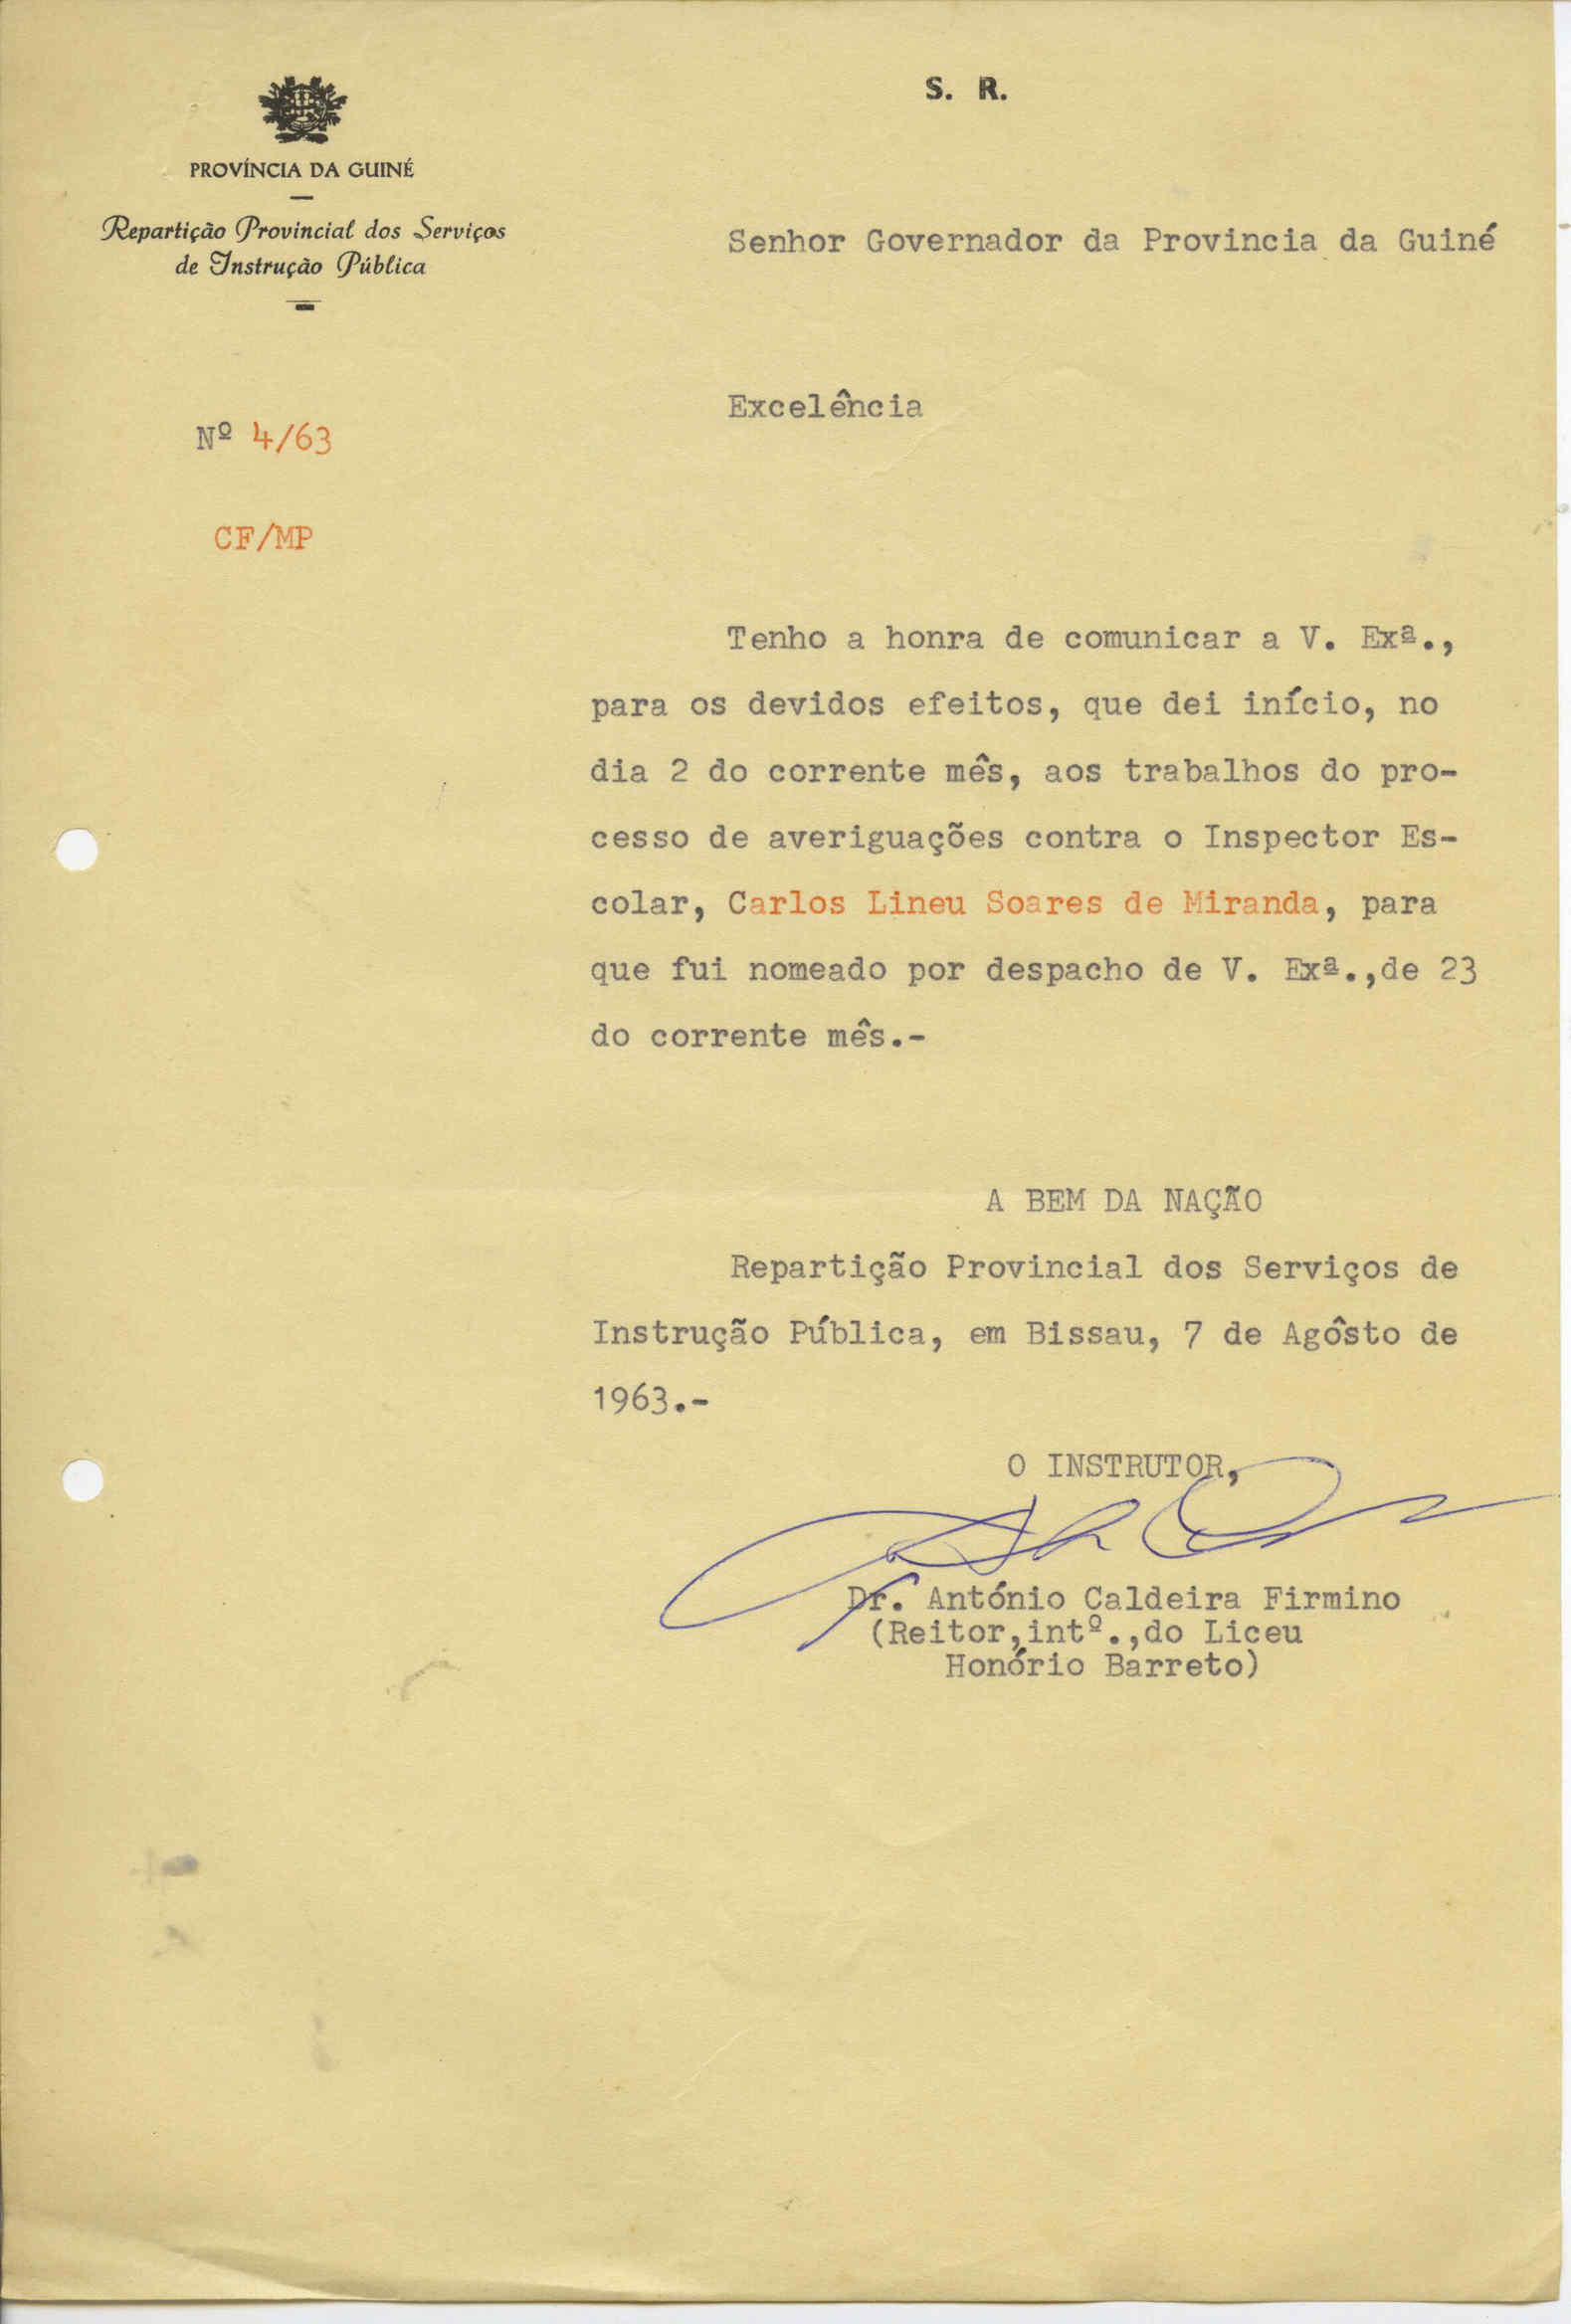 S. R.
PROVÍNCIA DA GUINÉ
Repartição Provincial dos Serviços
de Instrução Pública
Senhor Governador da Provincia da Guiné
Excelência
Nº 4/63
CF/MP
Tenho a honra de comunicar a V. Exª.,
para os devidos efeitos, que dei início, no
dia 2 do corrente mês, aos trabalhos do pro-
cesso de averiguações contra o Inspector Es-
colar, Carlos Lineu Soares de Miranda, para
que fui nomeado por despacho de V. Exª.,de 23
do corrente mês.-
A BEM DA NAÇÃO
Repartição Provincial dos Serviços de
Instrução Pública, em Bissau, 7 de Agôsto de
1963.-
O INSTRUTOR,
Dr. António Caldeira Firmino
(Reitor,intº.,do Liceu
Honório Barreto)